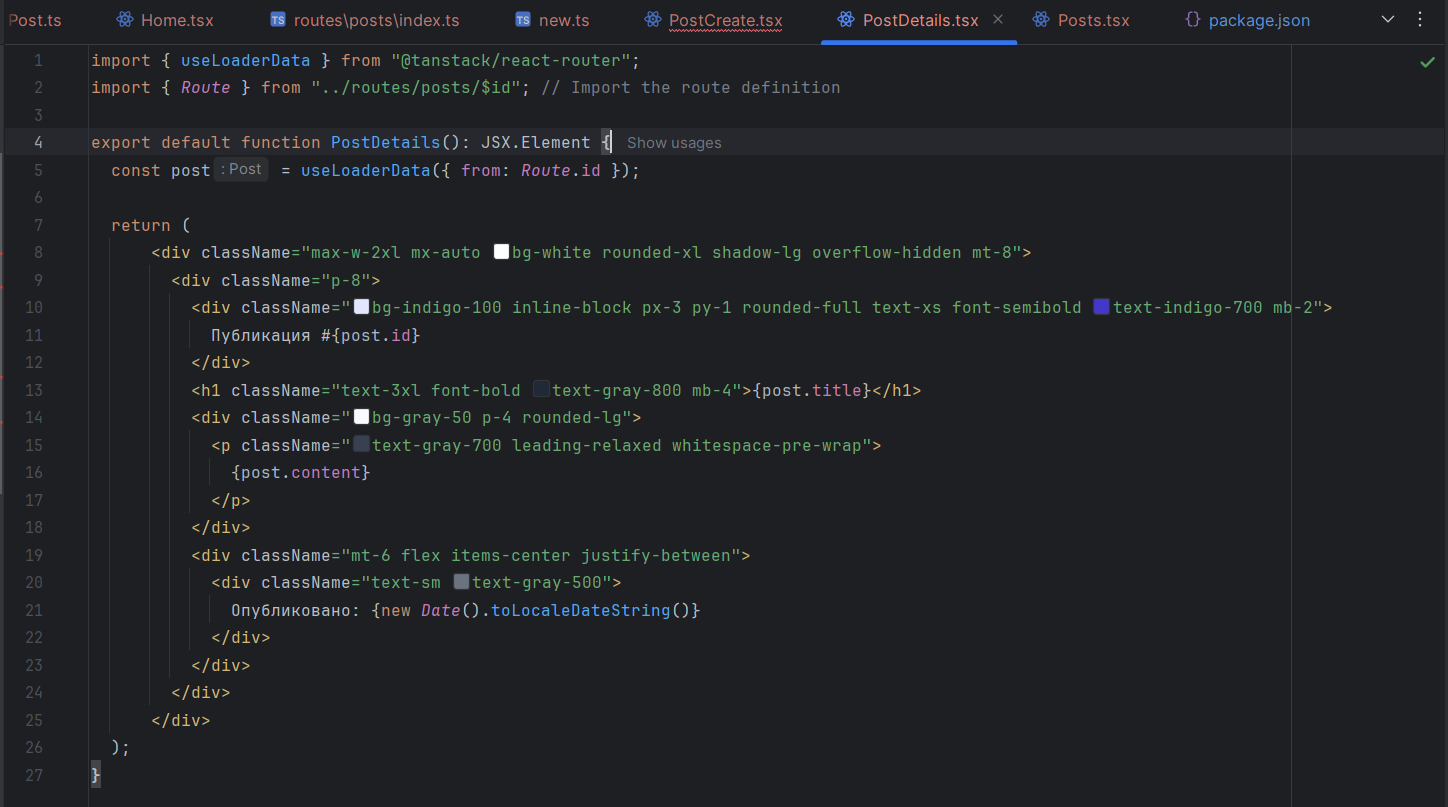 Post.ts Home.tsx TS routes\posts\index.ts TS new.ts PostCreate.tsx PostDetails.tsx × Posts.tsx {} package.json
1 import { useLoaderData } from "@tanstack/react-router";
2 import { Route } from "../routes/posts/$id"; // Import the route definition
3
4 export default function PostDetails(): JSX.Element { Show usages
5 const post : Post = useLoaderData({ from: Route.id });
6
7 return (
8 <div className="max-w-2xl mx-auto bg-white rounded-xl shadow-lg overflow-hidden mt-8">
9 <div className="p-8">
10 <div className="bg-indigo-100 inline-block px-3 py-1 rounded-full text-xs font-semibold text-indigo-700 mb-2">
11 Публикация #{post.id}
12 </div>
13 <h1 className="text-3xl font-bold text-gray-800 mb-4">{post.title}</h1>
14 <div className="bg-gray-50 p-4 rounded-lg">
15 <p className="text-gray-700 leading-relaxed whitespace-pre-wrap">
16 {post.content}
17 </p>
18 </div>
19 <div className="mt-6 flex items-center justify-between">
20 <div className="text-sm text-gray-500">
21 Опубликовано: {new Date().toLocaleDateString()}
22 </div>
23 </div>
24 </div>
25 </div>
26 );
27 }